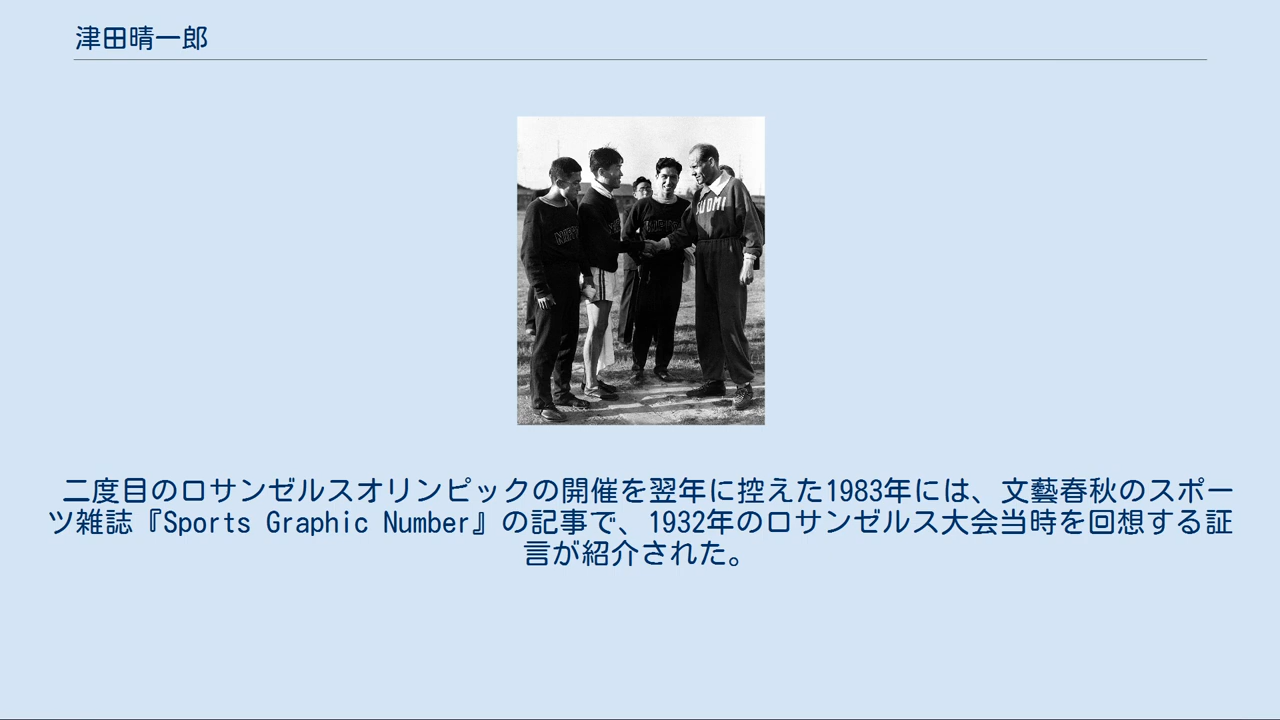 津田晴一郎
SUOMI
二度目のロサンゼルスオリンピックの開催を翌年に控えた1983年には、文藝春秋のスポー
ツ雑誌『Sports Graphic Number』の記事で、1932年のロサンゼルス大会当時を回想する証
言が紹介された。